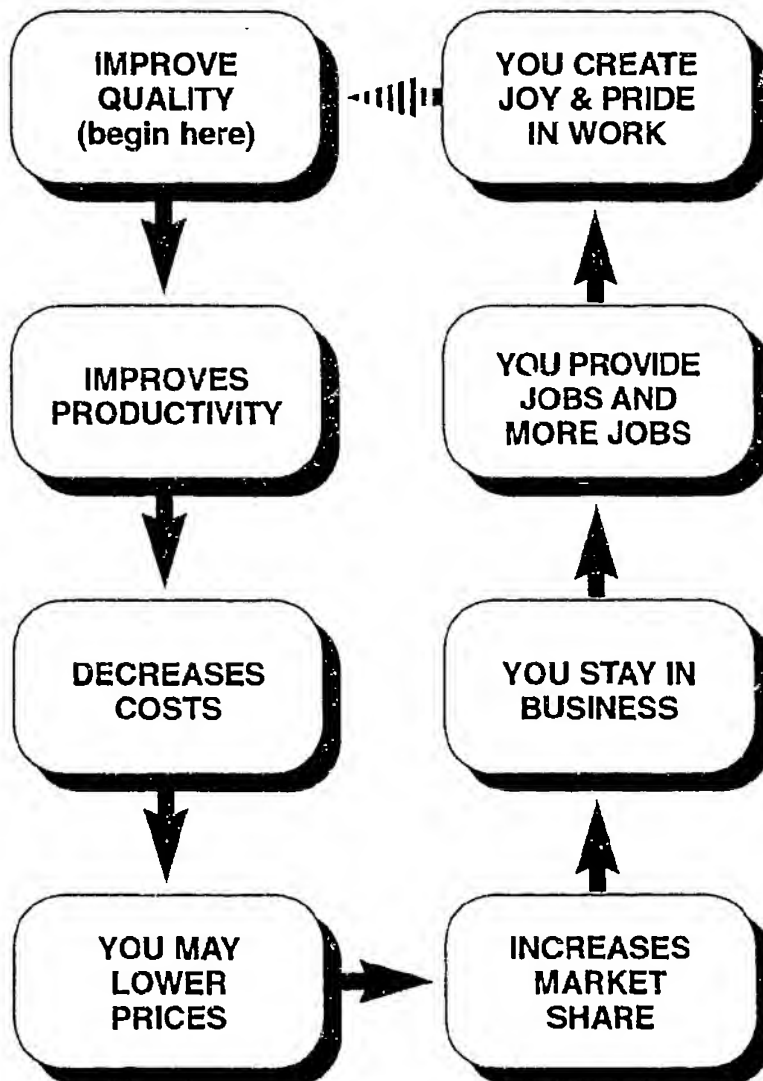 IMPROVE
QUALITY
(begin here)
IMPROVES
PRODUCTIVITY
DECREASES
COSTS
YOU MAY
LOWER
PRICES
INCREASES
MARKET
SHARE
YOU STAY IN
BUSINESS
YOU PROVIDE
JOBS AND
MORE JOBS
YOU CREATE
JOY & PRIDE
IN WORK